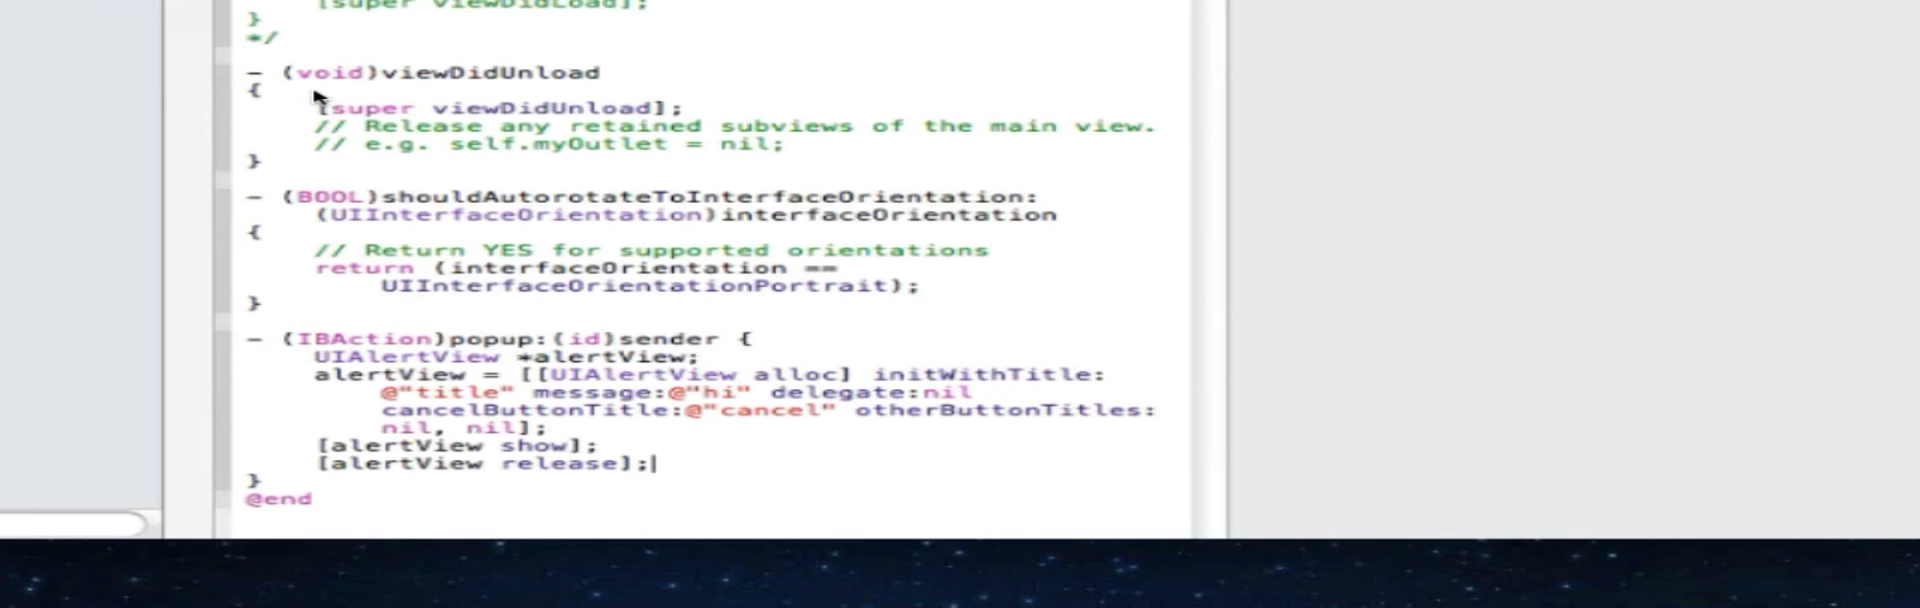 [super viewDidLoad];
}
*/
- (void)viewDidUnload
{
[super viewDidUnload];
// Release any retained subviews of the main view.
// e.g. self.myOutlet = nil;
}
- (BOOL)shouldAutorotateToInterfaceOrientation:
(UIInterfaceOrientation)interfaceOrientation
{
// Return YES for supported orientations
return (interfaceOrientation ==
UIInterfaceOrientationPortrait);
}
- (IBAction)popup:(id)sender {
UIAlertView *alertView;
alertView = [[UIAlertView alloc] initWithTitle:
@"title" message:@"hi" delegate:nil
cancelButtonTitle:@"cancel" otherButtonTitles:
nil, nil];
[alertView show];
[alertView release];
}
@end